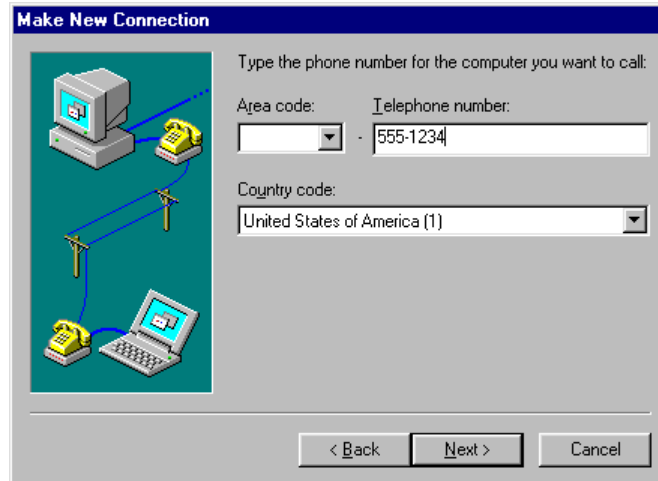 Make New Connection
Type the phone number for the computer you want to call:
Area code: Telephone number:
- 555-1234
Country code:
United States of America (1)
< Back Next > Cancel